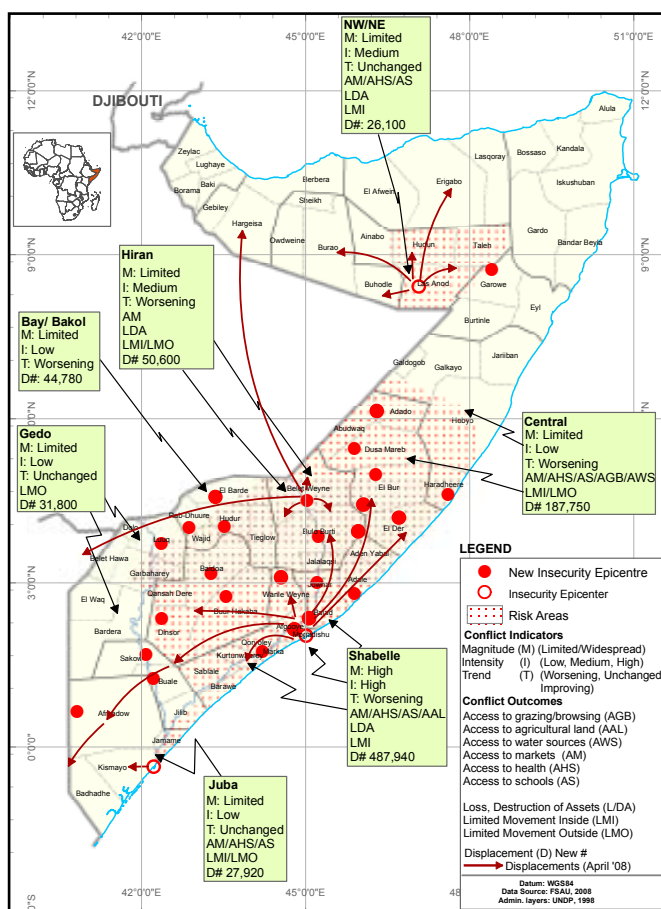 42°0'0"E
45°0'0"E
48°0'0"E
51°0'0"E
NW/NE
M: Limited
I: Medium
T: Unchanged
AM/AHS/AS
LDA
LMI
D#: 26,100
12°0'0"N
12°0'0"N
DJIBOUTI
Alula
Zeylac
Lughaye
Baki
Borama
Gebiley
Hargeisa
Berbera
Sheikh
Owdweine
Burao
El Afwein
Ainabo
Erigabo
Lasqoray
Bossaso
Kandala
Iskushuban
Hudun
Taleh
Gardo
Bandar Beyla
9°0'0"N
9°0'0"N
Buhodle
Las Anod
Garowe
Eyl
Burtinle
Jariiban
Galdogob
Galkayo
Hiran
M: Limited
I: Medium
T: Worsening
AM
LDA
LMI/LMO
D# 50,600
Bay/ Bakol
M: Limited
I: Low
T: Worsening
D#: 44,780
Gedo
M: Limited
I: Low
T: Unchanged
LMO
D# 31,800
Central
M: Limited
I: Low
T: Worsening
AM/AHS/AS/AGB/AWS
LMI/LMO
D# 187,750
Adado
Abudwaq
Hobyo
Dusa Mareb
El Bur
Haradheere
El Barde
Belet Weyne
Dolo
Rab-Dhuure
Hudur
Luuq
Wajid
Tieglow
Bulo Burti
El Der
Belet Hawa
Garbaharey
Baidoa
Jalalaqsi
Aden Yabal
3°0'0"N
El Waq
Qansah Dere
Jowhar
Adale
Wanle Weyne
Bardera
Dinsor
Buur Hakaba
Balad
Afgooye
Mogadishu
Qoryoley
Marka
Kurtunwarey
Sakow
Sablale
Buale
Barawe
Afmadow
Jilib
Jamame
0°0'0"
Kismayo
Badhadhe
Shabelle
M: High
I: High
T: Worsening
AM/AHS/AS/AAL
LDA
LMI
D# 487,940
Juba
M: Limited
I: Low
T: Unchanged
AM/AHS/AS
LMI/LMO
D# 27,920
LEGEND
New Insecurity Epicentre
Insecurity Epicenter
Risk Areas
Conflict Indicators
Magnitude (M) (Limited/Widespread)
Intensity (I) (Low, Medium, High)
Trend (T) (Worsening, Unchanged
Improving)
Conflict Outcomes
Access to grazing/browsing (AGB)
Access to agricultural land (AAL)
Access to water sources (AWS)
Access to markets (AM)
Access to health (AHS)
Access to schools (AS)
Loss, Destruction of Assets (L/DA)
Limited Movement Inside (LMI)
Limited Movement Outside (LMO)
Displacement (D) New #
Displacements (April '08)
Datum: WGS84
Data Source: FSAU, 2008
Admin. layers: UNDP, 1998
42°0'0"E
45°0'0"E